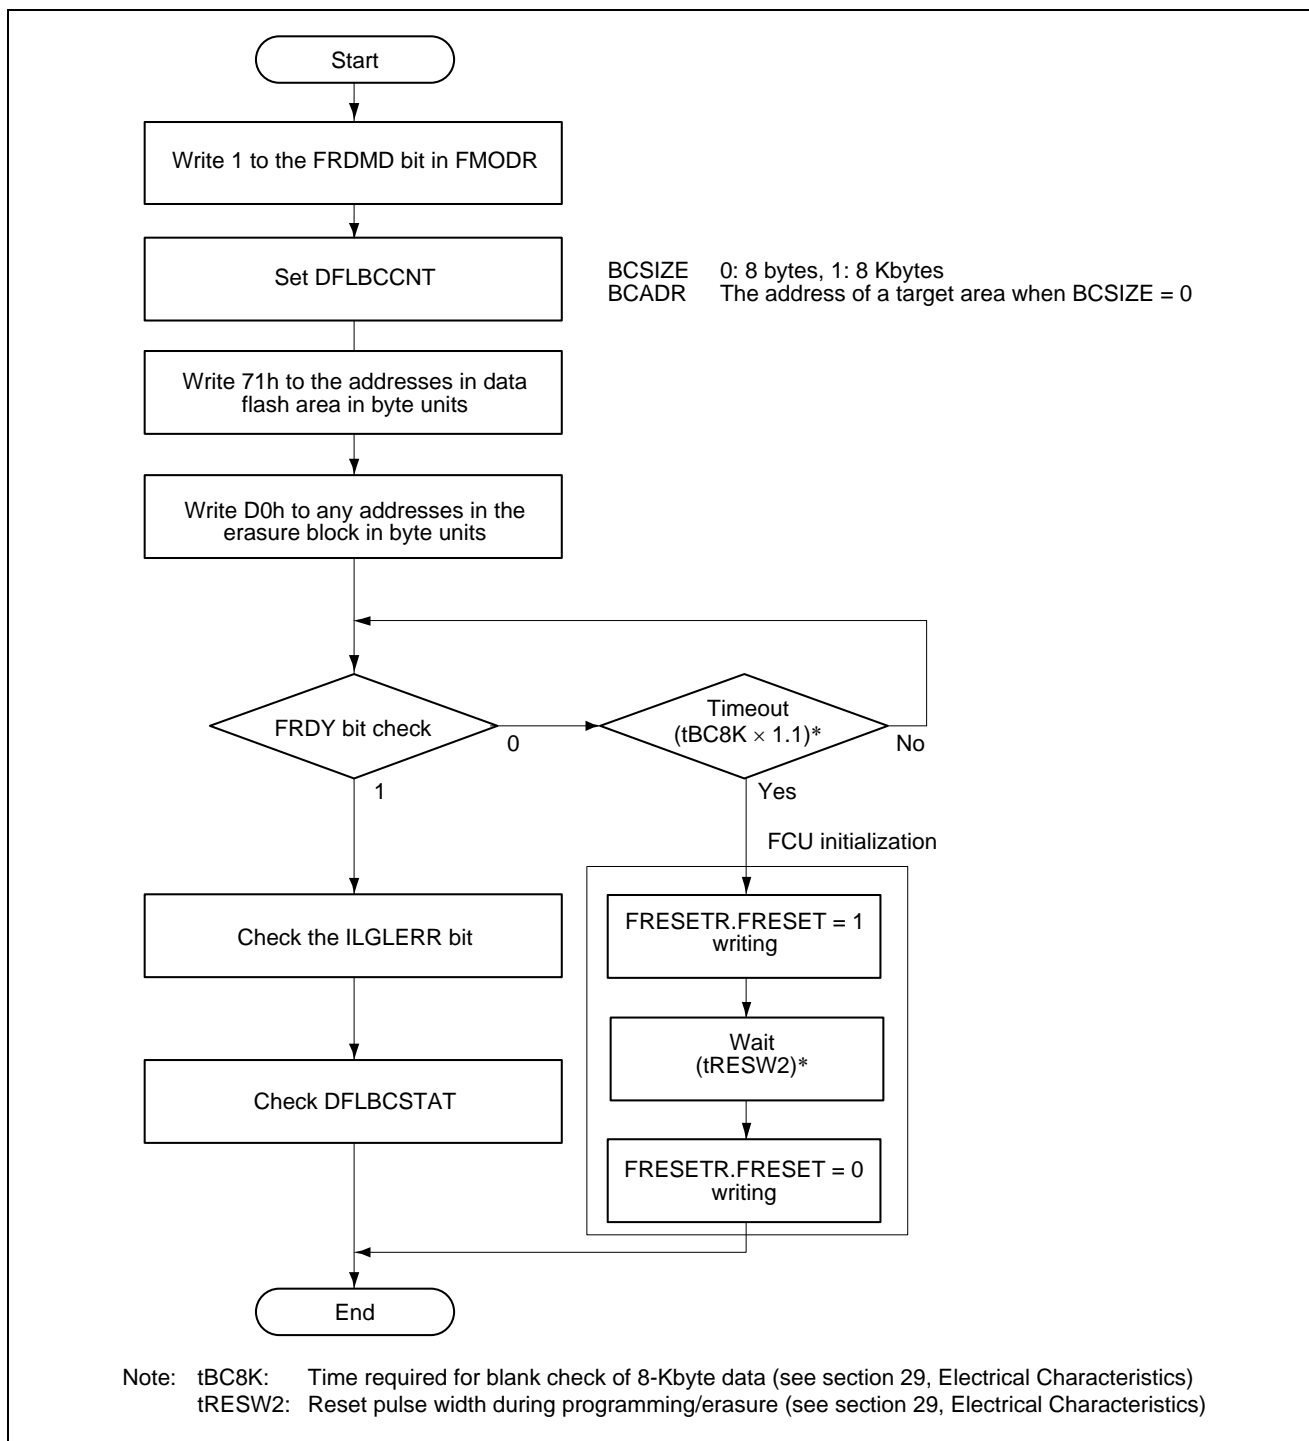 Start
Write 1 to the FRDMD bit in FMODR
Set DFLBCCNT
BCSIZE 0: 8 bytes, 1: 8 Kbytes
BCADR The address of a target area when BCSIZE = 0
Write 71h to the addresses in data
flash area in byte units
Write D0h to any addresses in the
erasure block in byte units
FRDY bit check
0
1
Timeout
(tBC8K × 1.1)*
No
Yes
FCU initialization
FRESETR.FRESET = 1
writing
Wait
(tRESW2)*
FRESETR.FRESET = 0
writing
Check the ILGLERR bit
Check DFLBCSTAT
End
Note: tBC8K: Time required for blank check of 8-Kbyte data (see section 29, Electrical Characteristics)
tRESW2: Reset pulse width during programming/erasure (see section 29, Electrical Characteristics)